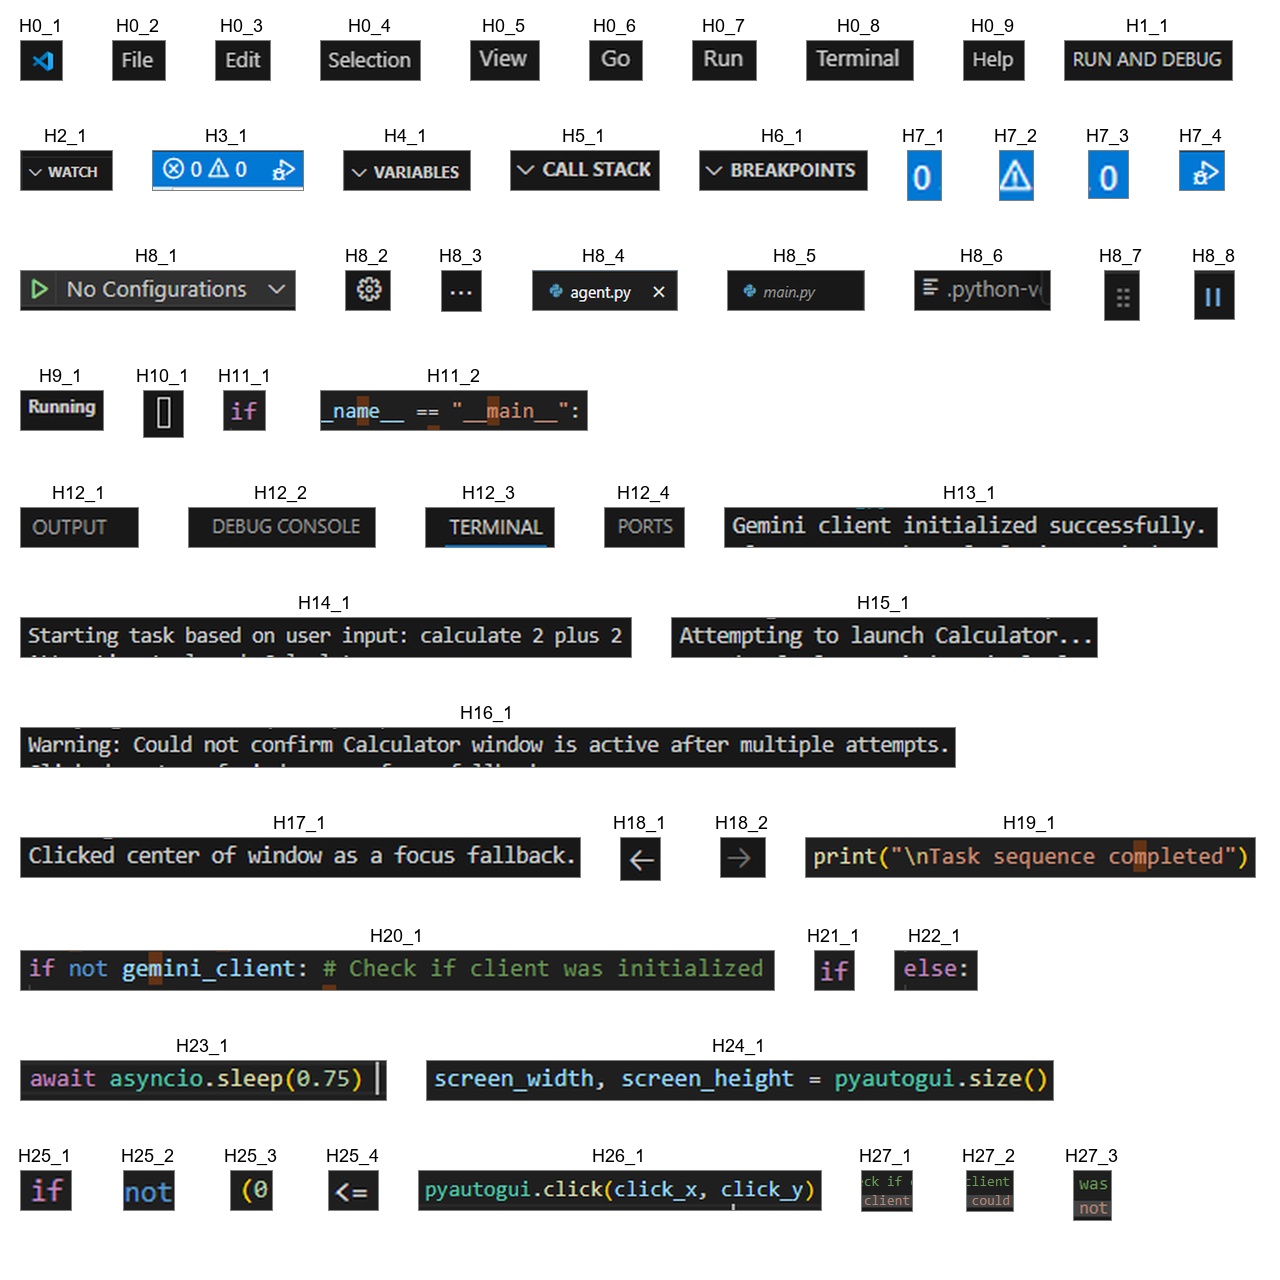 H0_1 H0_2 H0_3 H0_4 H0_5 H0_6 H0_7 H0_8 H0_9 H1_1
File Edit Selection View Go Run Terminal Help RUN AND DEBUG
H2_1 H3_1 H4_1 H5_1 H6_1 H7_1 H7_2 H7_3 H7_4
WATCH 0 0 VARIABLES CALL STACK BREAKPOINTS 0 0
H8_1 H8_2 H8_3 H8_4 H8_5 H8_6 H8_7 H8_8
No Configurations ... agent.py × main.py .python-v
H9_1 H10_1 H11_1 H11_2
Running if _name__ == "__main__":
H12_1 H12_2 H12_3 H12_4 H13_1
OUTPUT DEBUG CONSOLE TERMINAL PORTS Gemini client initialized successfully.
H14_1 H15_1
Starting task based on user input: calculate 2 plus 2 Attempting to launch Calculator...
H16_1
Warning: Could not confirm Calculator window is active after multiple attempts.
H17_1 H18_1 H18_2 H19_1
Clicked center of window as a focus fallback. ← → print("\nTask sequence completed")
H20_1 H21_1 H22_1
if not gemini_client: # Check if client was initialized if else:
H23_1 H24_1
await asyncio.sleep(0.75) screen_width, screen_height = pyautogui.size()
H25_1 H25_2 H25_3 H25_4 H26_1 H27_1 H27_2 H27_3
if not (0 <= pyautogui.click(click_x, click_y) ck if client was
client could not